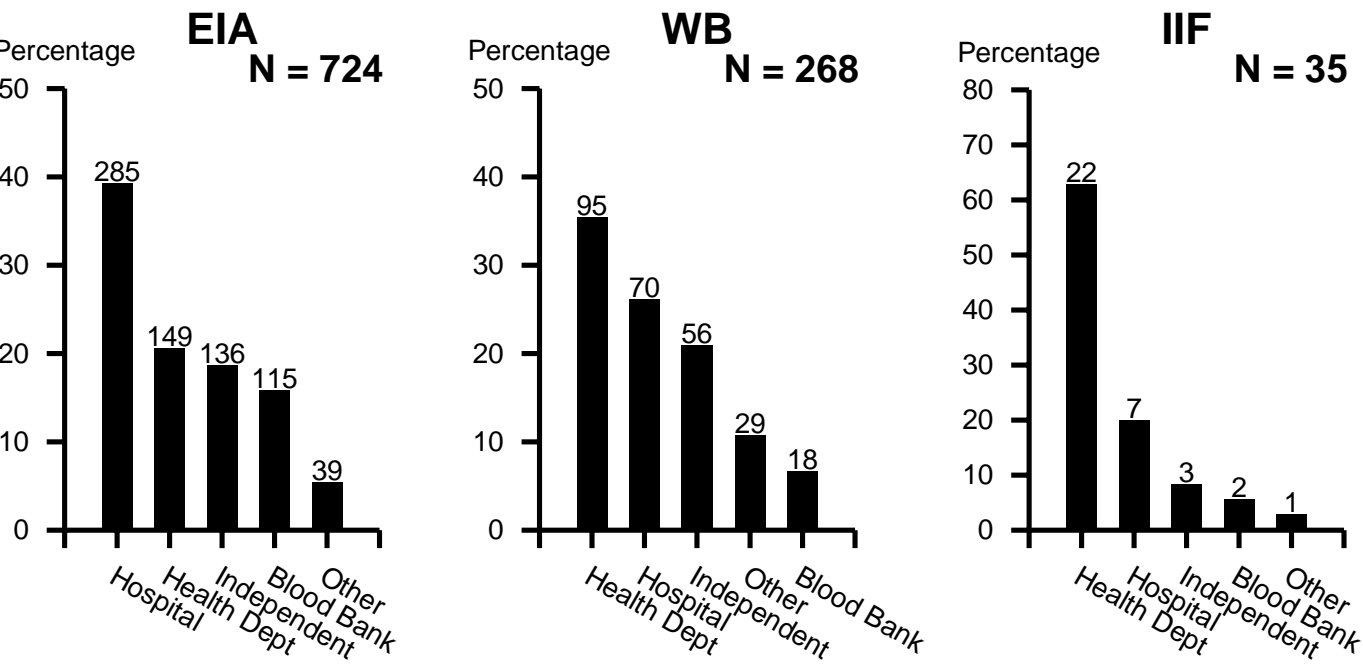 EIA
Percentage
N = 724
50
40
30
20
10
0
285
149
136
115
39
Hospital
Health Dept
Independent
Blood Bank
Other
WB
Percentage
N = 268
50
40
30
20
10
0
95
70
56
29
18
Health Dept
Hospital
Independent
Other
Blood Bank
IIF
Percentage
N = 35
80
70
60
50
40
30
20
10
0
22
7
3
2
1
Health Dept
Hospital
Independent
Blood Bank
Other